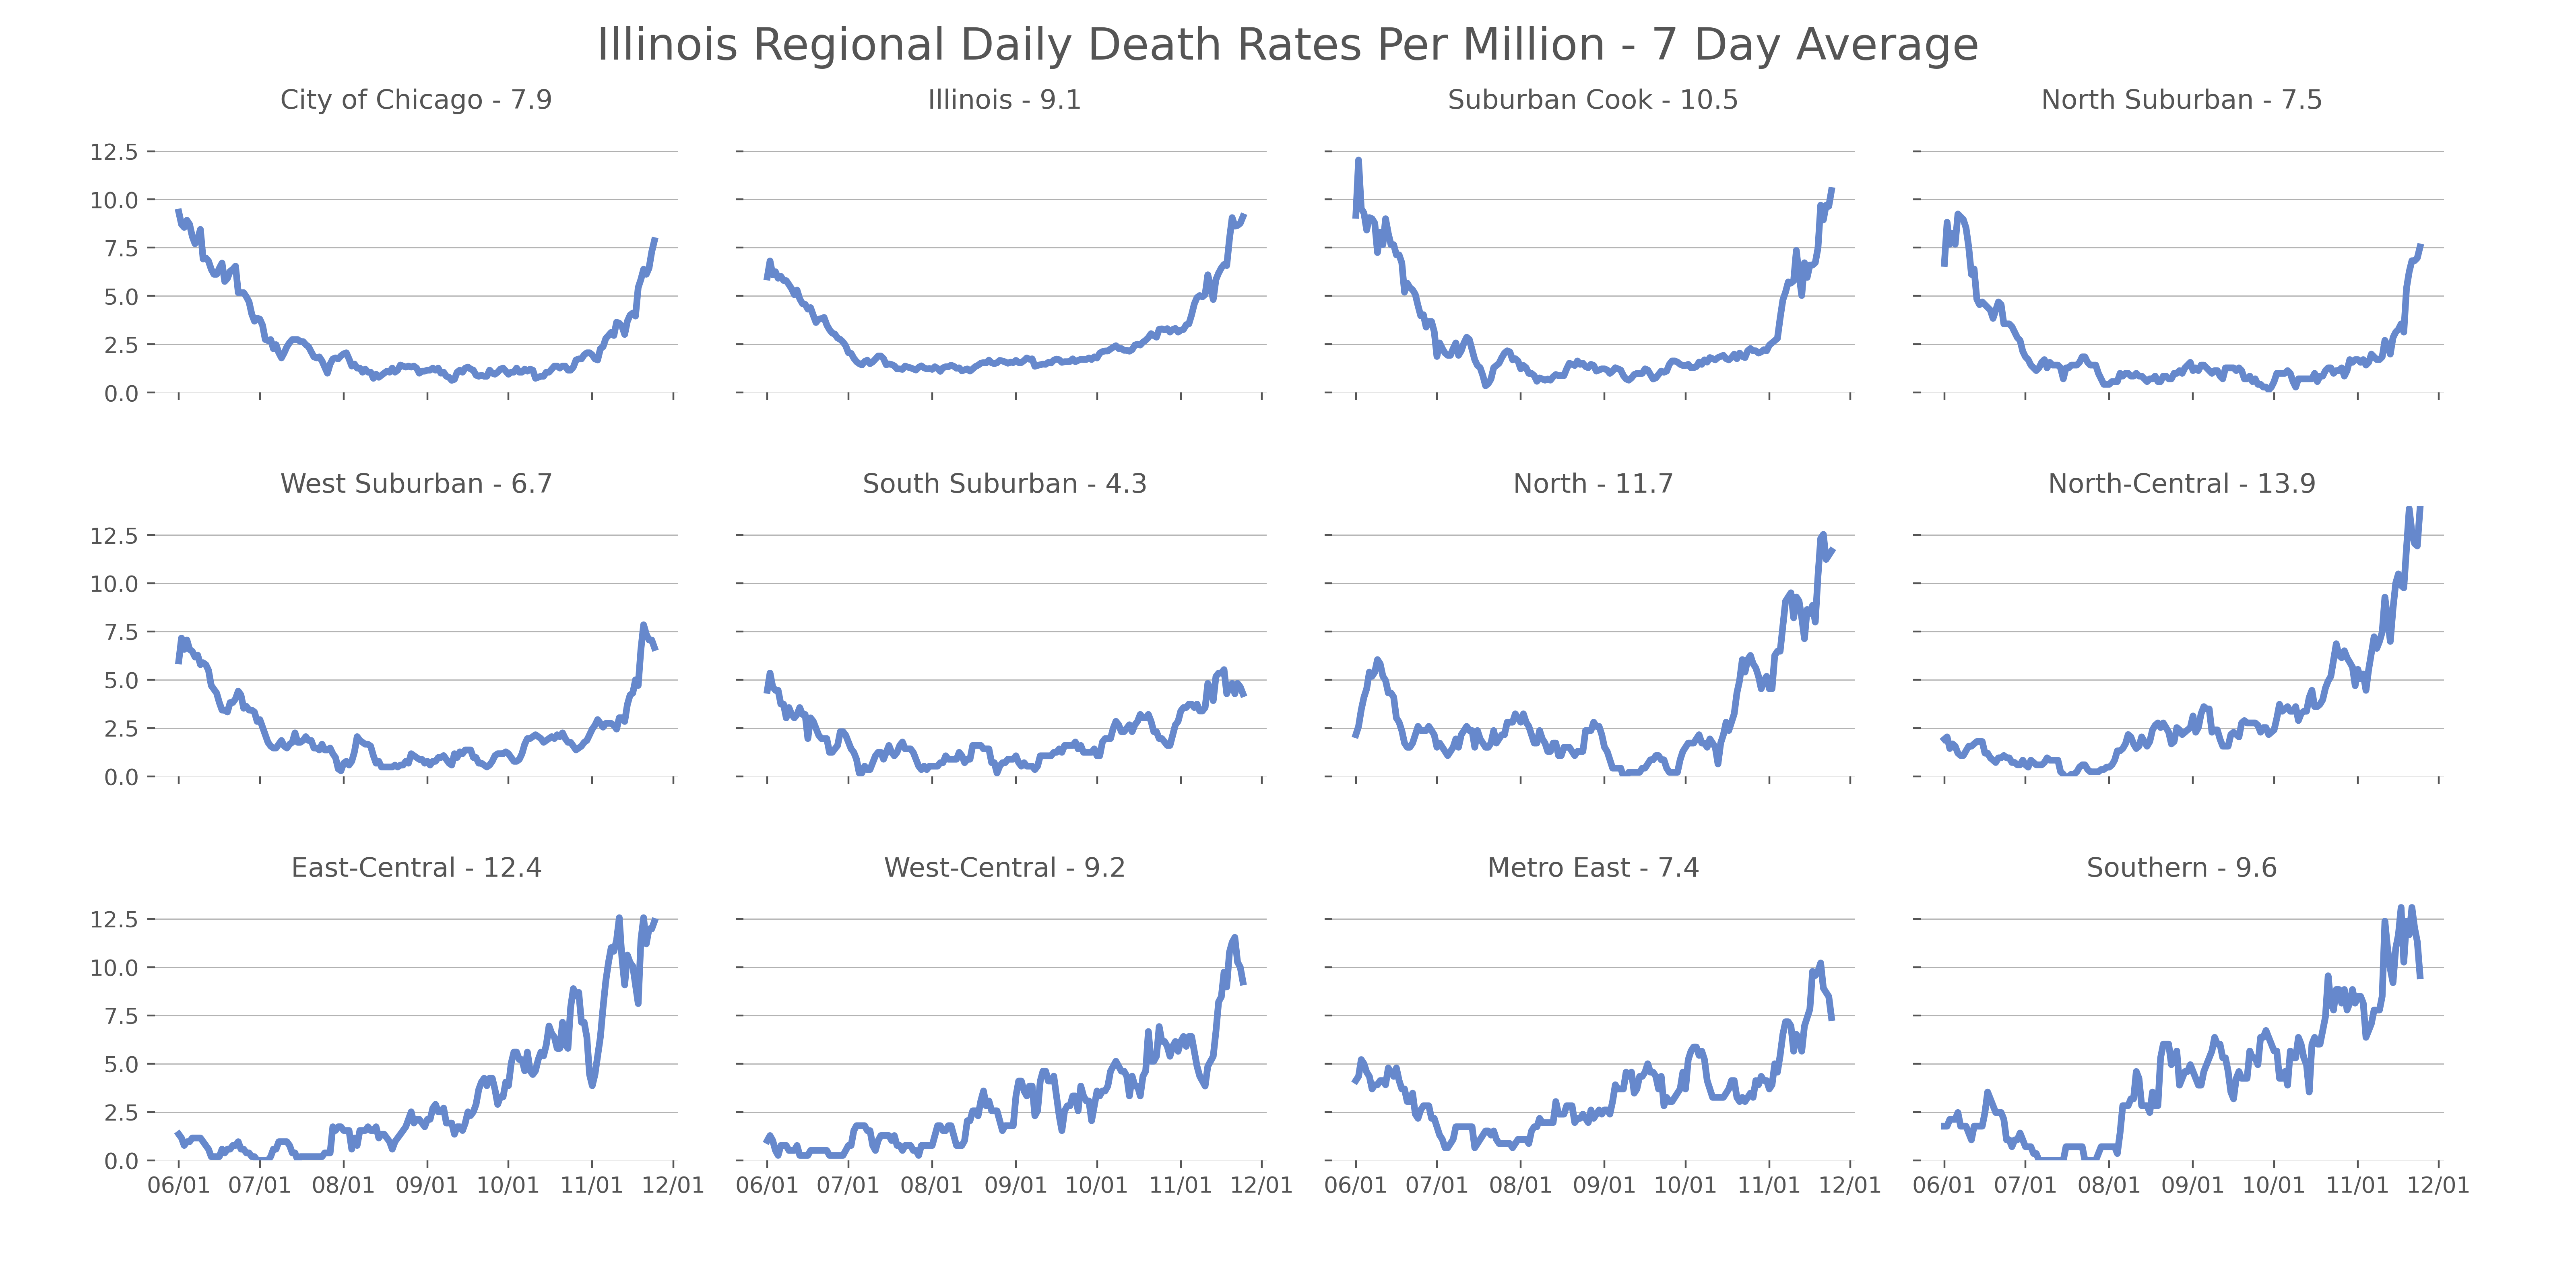 Illinois Regional Daily Death Rates Per Million - 7 Day Average
City of Chicago - 7.9
Illinois - 9.1
Suburban Cook - 10.5
North Suburban - 7.5
12.5
10.0
7.5
5.0
2.5
0.0
West Suburban - 6.7
South Suburban - 4.3
North - 11.7
North-Central - 13.9
12.5
10.0
7.5
5.0
2.5
0.0
East-Central - 12.4
West-Central - 9.2
Metro East - 7.4
Southern - 9.6
12.5
10.0
7.5
5.0
2.5
0.0
06/01 07/01 08/01 09/01 10/01 11/01 12/01
06/01 07/01 08/01 09/01 10/01 11/01 12/01
06/01 07/01 08/01 09/01 10/01 11/01 12/01
06/01 07/01 08/01 09/01 10/01 11/01 12/01